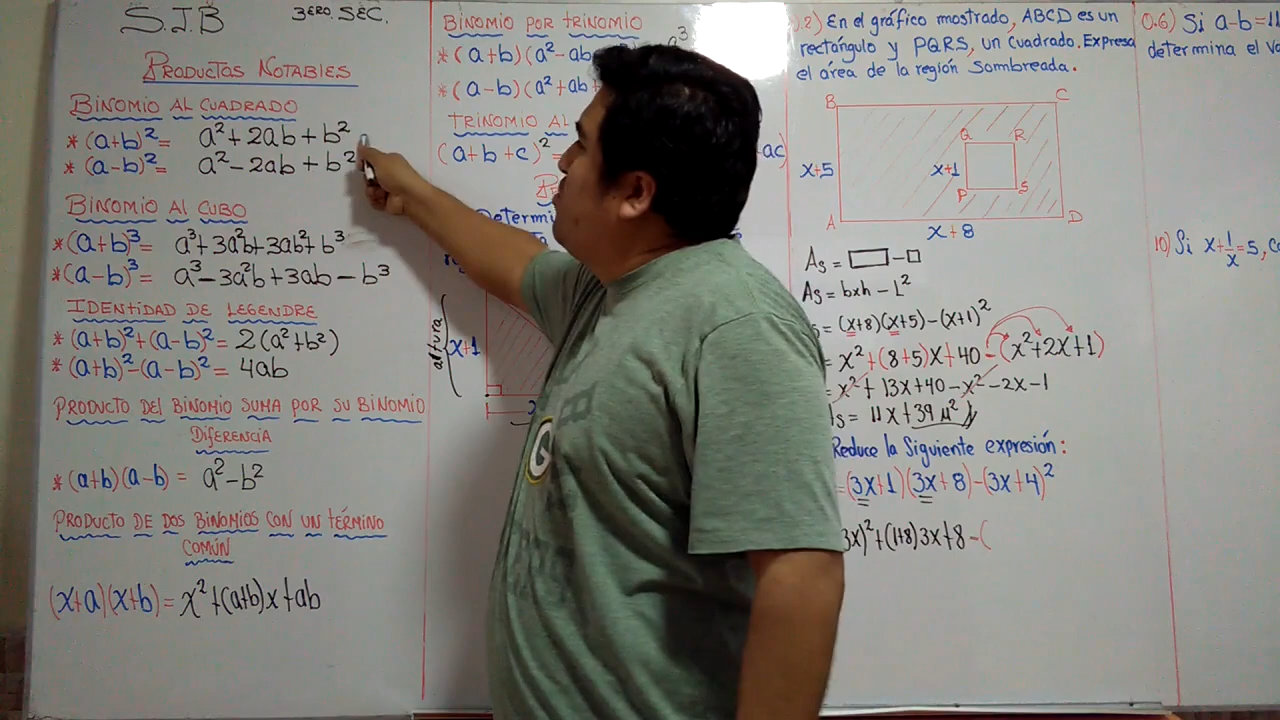 S.J.B 3ERO. SEC.
PRODUCTOS NOTABLES
BINOMIO AL CUADRADO
* (a+b)² = a² + 2ab + b²
* (a-b)² = a² - 2ab + b²
BINOMIO AL CUBO
* (a+b)³ = a³+3a²b+3ab²+b³
* (a-b)³ = a³-3a²b+3ab-b³
IDENTIDAD DE LEGENDRE
* (a+b)²+(a-b)² = 2(a²+b²)
* (a+b)²-(a-b)² = 4ab
PRODUCTO DEL BINOMIO SUMA POR SU BINOMIO
DIFERENCIA
* (a+b)(a-b) = a²-b²
PRODUCTO DE DOS BINOMIOS CON UN TÉRMINO
COMÚN
(x+a)(x+b) = x²+(a+b)x+ab
BINOMIO POR TRINOMIO
* (a+b)(a²-ab a³
* (a-b)(a²+ab+
TRINOMIO AL
(a+b+c)² = ac)
altura
x+1
G
.2) En el gráfico mostrado, ABCD es un
rectángulo y PQRS, un cuadrado. Expresa
el área de la región sombreada.
B C
Q R
x+5 x+1
P S
A D
x+8
As = ▭ - □
As = bxh - L²
s = (x+8)(x+5)-(x+1)²
= x²+(8+5)x+40-(x²+2x+1)
= x²+13x+40-x²-2x-1
As = 11x+39 µ²
Reduce la siguiente expresión:
=(3x+1)(3x+8)-(3x+4)²
3x)²+(1+8)3x+8-(
0.6) Si a-b=11
determina el va
10) Si x+1/x=5, ca